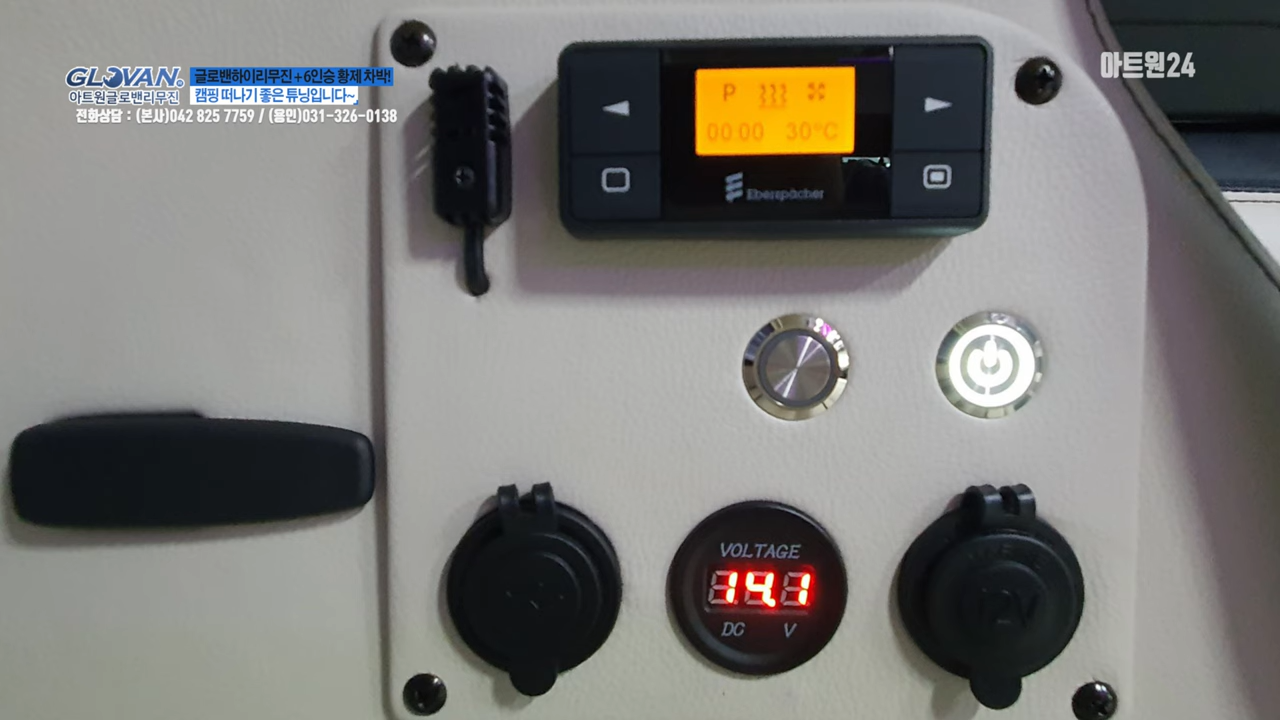 GLOVAN.
아트원글로밴리무진
글로밴하이리무진+6인승 황제 차박!
캠핑 떠나기 좋은 튜닝입니다~
전화상담 : (본사)042 825 7759 / (용인)031-326-0138
아트원24
P
00:00 30°C
Eberspächer
VOLTAGE
14.1
DC V
12V